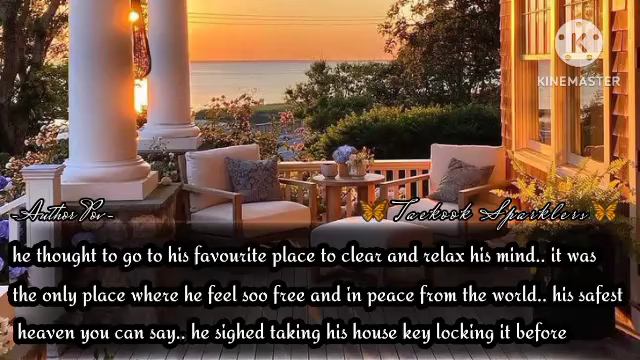 KINEMASTER
-Author Pov-
🦋 Taekook Sparklers 🦋
he thought to go to his favourite place to clear and relax his mind.. it was
the only place where he feel soo free and in peace from the world.. his safest
heaven you can say.. he sighed taking his house key locking it before